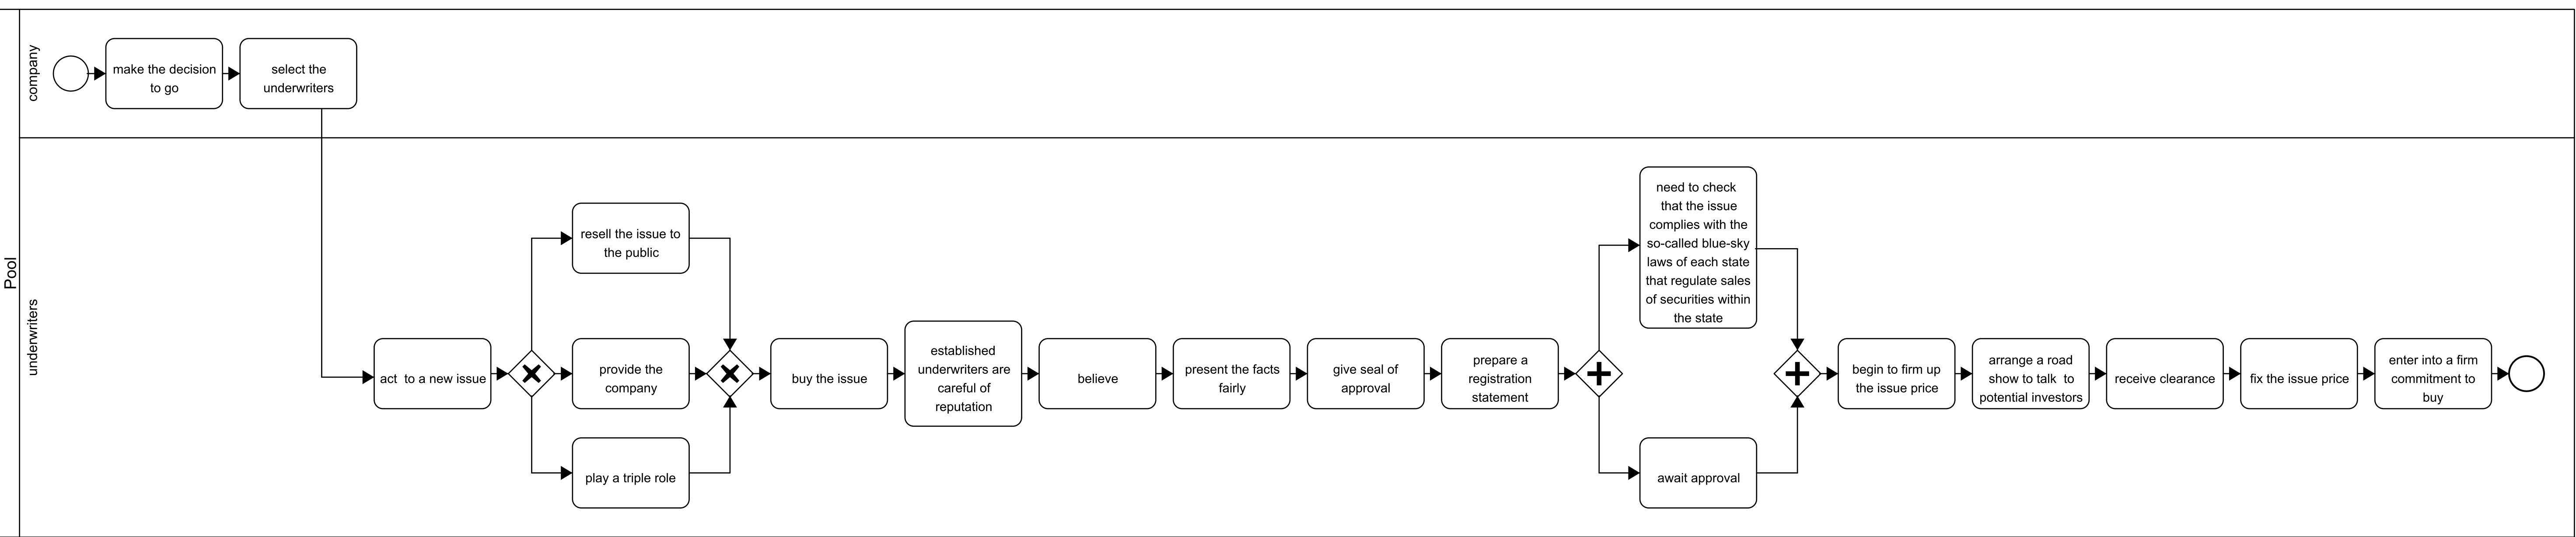 Pool
company
make the decision
to go
select the
underwriters
underwriters
act to a new issue
resell the issue to
the public
provide the
company
play a triple role
buy the issue
established
underwriters are
careful of
reputation
believe
present the facts
fairly
give seal of
approval
prepare a
registration
statement
need to check
that the issue
complies with the
so-called blue-sky
laws of each state
that regulate sales
of securities within
the state
await approval
begin to firm up
the issue price
arrange a road
show to talk to
potential investors
receive clearance
fix the issue price
enter into a firm
commitment to
buy